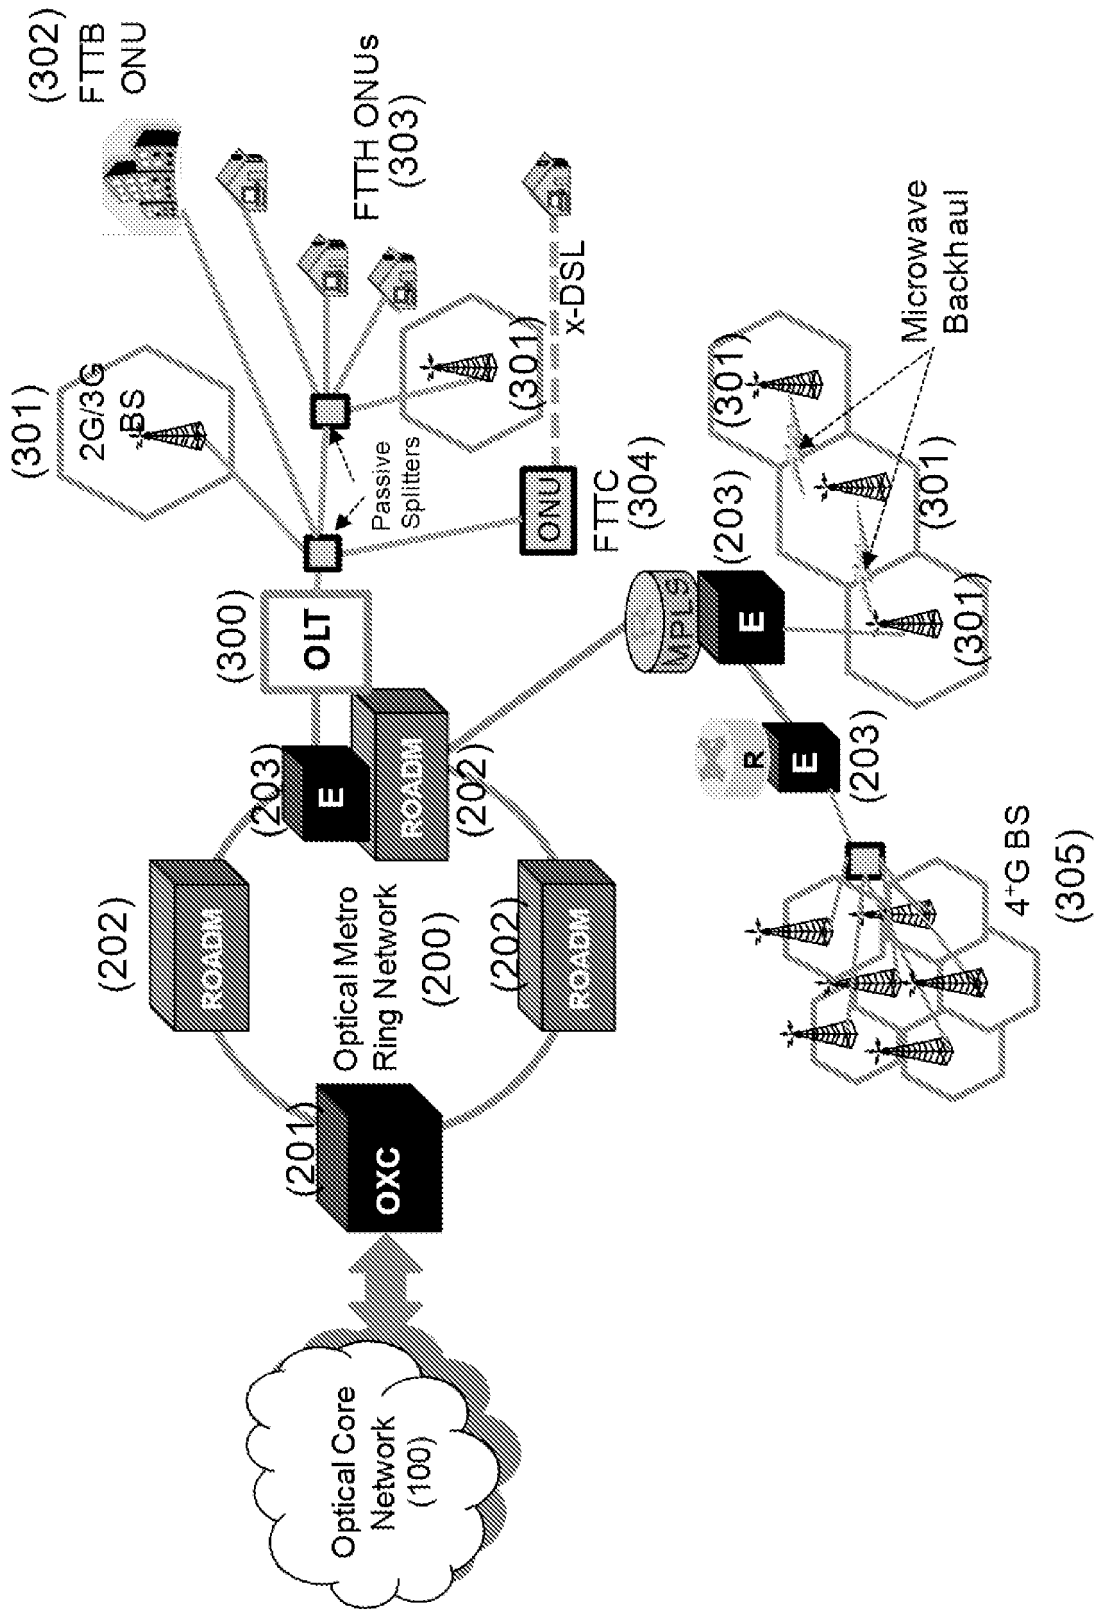 Optical Core
Network
(100)
OXC
(201)
ROADM
(202)
Optical Metro
Ring Network
(200)
ROADM
(202)
E
(203)
ROADM
(202)
OLT
(300)
Passive
Splitters
(301)
2G/3G
BS
(302)
FTTB
ONU
FTTH ONUs
(303)
(301)
x-DSL
ONU
FTTC
(304)
MPLS
E
(203)
R
E
(203)
4+G BS
(305)
(301)
(301)
(301)
Microwave
Backhaul